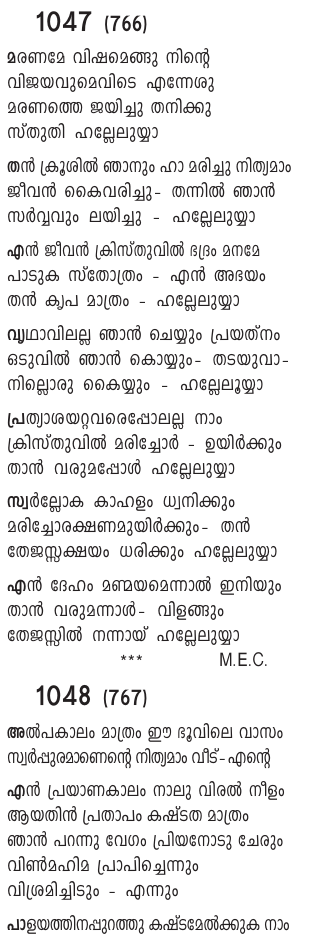 1047 (766)
മരണമേ വിഷമെങ്ങു നിന്റെ
വിജയവുമെവിടെ എന്നേശു
മരണത്തെ ജയിച്ചു തനിക്കു
സ്തുതി ഹല്ലേലുയ്യാ
തൻ ക്രൂശിൽ ഞാനും ഹാ മരിച്ചു നിത്യമാം
ജീവൻ കൈവരിച്ചു- തന്നിൽ ഞാൻ
സർവ്വവും ലയിച്ചു - ഹല്ലേലുയ്യാ
എൻ ജീവൻ ക്രിസ്തുവിൽ ഭദ്രം മനമേ
പാടുക സ്തോത്രം - എൻ അഭയം
തൻ കൃപ മാത്രം - ഹല്ലേലുയ്യാ
വൃഥാവിലല്ല ഞാൻ ചെയ്യും പ്രയത്നം
ഒടുവിൽ ഞാൻ കൊയ്യും- തടയുവാ-
നില്ലൊരു കൈയ്യും - ഹല്ലേലൂയ്യാ
പ്രത്യാശയറ്റവരെപ്പോലല്ല നാം
ക്രിസ്തുവിൽ മരിച്ചോർ - ഉയിർക്കും
താൻ വരുമപ്പോൾ ഹല്ലേലുയ്യാ
സ്വർല്ലോക കാഹളം ധ്വനിക്കും
മരിച്ചോരക്ഷണമുയിർക്കും- തൻ
തേജസ്സക്ഷയം ധരിക്കും ഹല്ലേലുയ്യാ
എൻ ദേഹം മണ്മയമെന്നാൽ ഇനിയും
താൻ വരുമന്നാൾ- വിളങ്ങും
തേജസ്സിൽ നന്നായ് ഹല്ലേലുയ്യാ
*** M.E.C.
1048 (767)
അൽപകാലം മാത്രം ഈ ഭൂവിലെ വാസം
സ്വർപ്പുരമാണെന്റെ നിത്യമാം വീട്-എന്റെ
എൻ പ്രയാണകാലം നാലു വിരൽ നീളം
ആയതിൻ പ്രതാപം കഷ്ടത മാത്രം
ഞാൻ പറന്നു വേഗം പ്രിയനോടു ചേരും
വിൺമഹിമ പ്രാപിച്ചെന്നും
വിശ്രമിച്ചിടും - എന്നും
പാളയത്തിനപ്പുറത്തു കഷ്ടമേൽക്കുക നാം